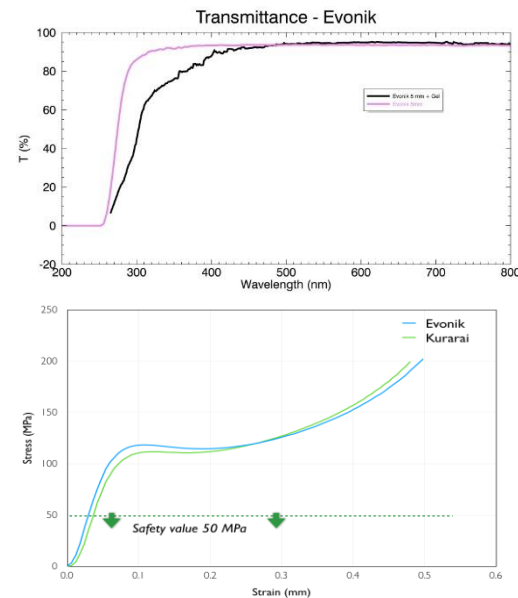 Transmittance - Evonik
100
80
60
40
20
0
-20
T (%)
Evonik 5 mm + Gel
200 300 400 500 600 700 800
Wavelength (nm)
250
200
150
100
50
0
Stress (MPa)
Evonik
Kurarai
Safety value 50 MPa
0.0 0.1 0.2 0.3 0.4 0.5 0.6
Strain (mm)